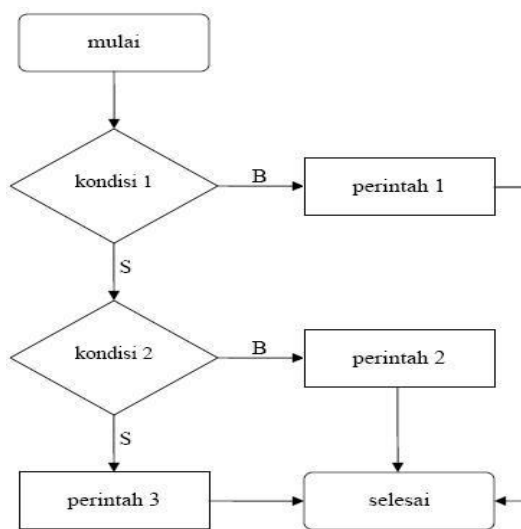 mulai
kondisi 1
B
perintah 1
S
kondisi 2
B
perintah 2
S
perintah 3
selesai